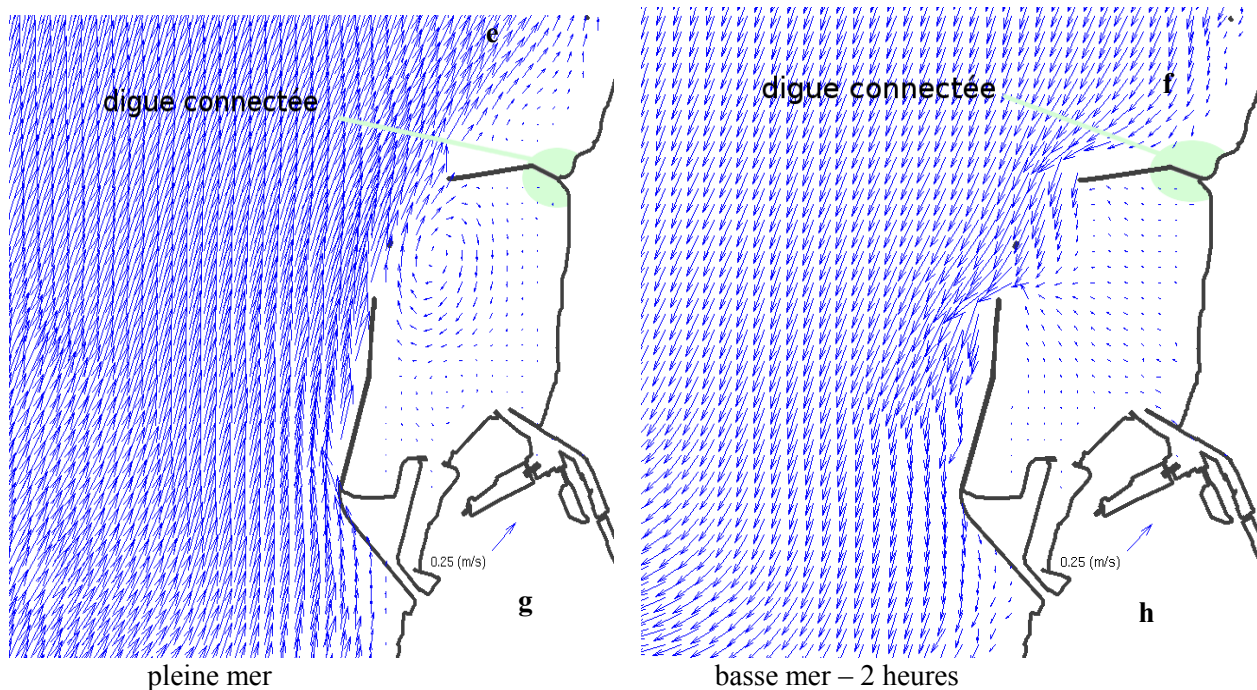 e
digue connectée
0.25 (m/s)
g
pleine mer
f
digue connectée
0.25 (m/s)
h
basse mer – 2 heures